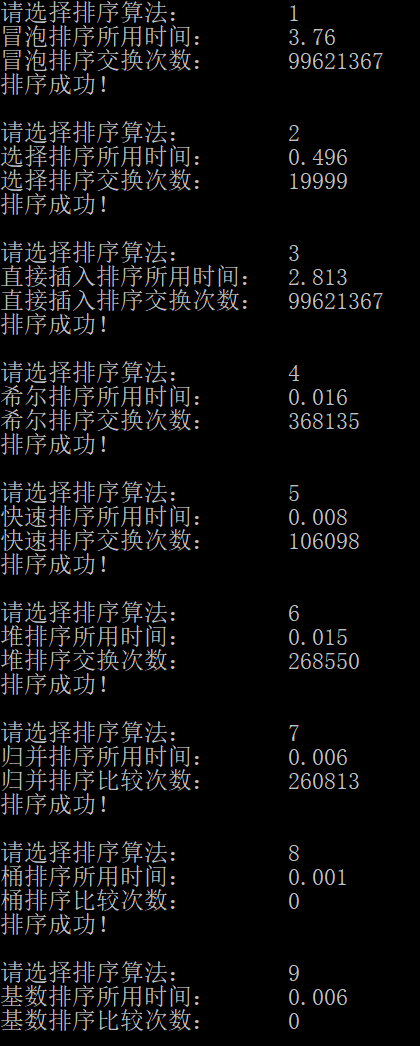 请选择排序算法： 1
冒泡排序所用时间： 3.76
冒泡排序交换次数： 99621367
排序成功！
请选择排序算法： 2
选择排序所用时间： 0.496
选择排序交换次数： 19999
排序成功！
请选择排序算法： 3
直接插入排序所用时间： 2.813
直接插入排序交换次数： 99621367
排序成功！
请选择排序算法： 4
希尔排序所用时间： 0.016
希尔排序交换次数： 368135
排序成功！
请选择排序算法： 5
快速排序所用时间： 0.008
快速排序交换次数： 106098
排序成功！
请选择排序算法： 6
堆排序所用时间： 0.015
堆排序交换次数： 268550
排序成功！
请选择排序算法： 7
归并排序所用时间： 0.006
归并排序比较次数： 260813
排序成功！
请选择排序算法： 8
桶排序所用时间： 0.001
桶排序比较次数： 0
排序成功！
请选择排序算法： 9
基数排序所用时间： 0.006
基数排序比较次数： 0